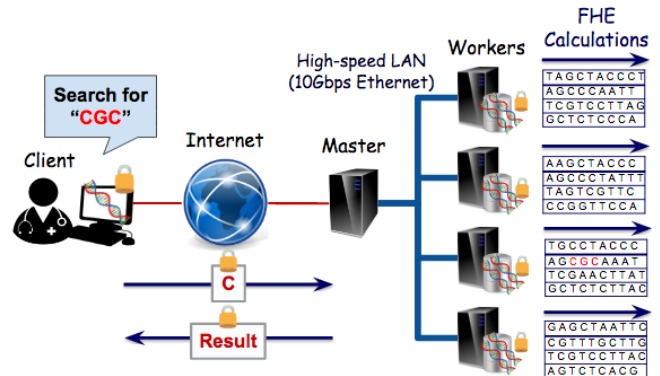 FHE
Calculations
Workers
High-speed LAN
(10Gbps Ethernet)
Search for
“CGC”
Client
Internet
Master
TAGCTACCCT
AGCCCAATT
TCGTCCTTAG
GCTCTCCCA
AAGCTACCC
AGCCCTATTT
TAGTCGTTC
CCGGTTCCA
TGCCTACCC
AGCGCAAAT
TCGAACTTAT
GCTCTCTTAC
GAGCTAATTC
CGTTTGCTTG
TCGTCCTTAC
AGTCTCACG
C
Result